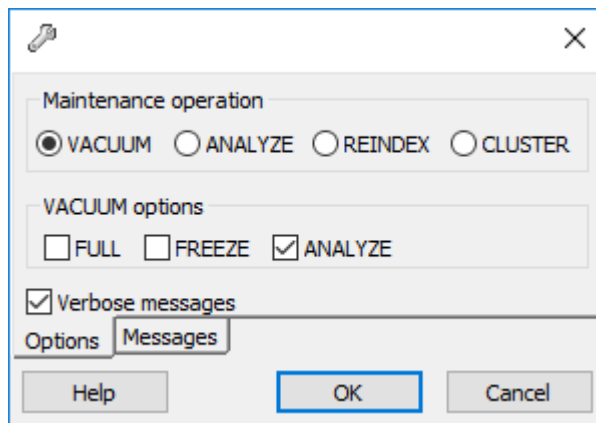 Maintenance operation
VACUUM ANALYZE REINDEX CLUSTER
VACUUM options
FULL FREEZE ANALYZE
Verbose messages
Options Messages
Help OK Cancel